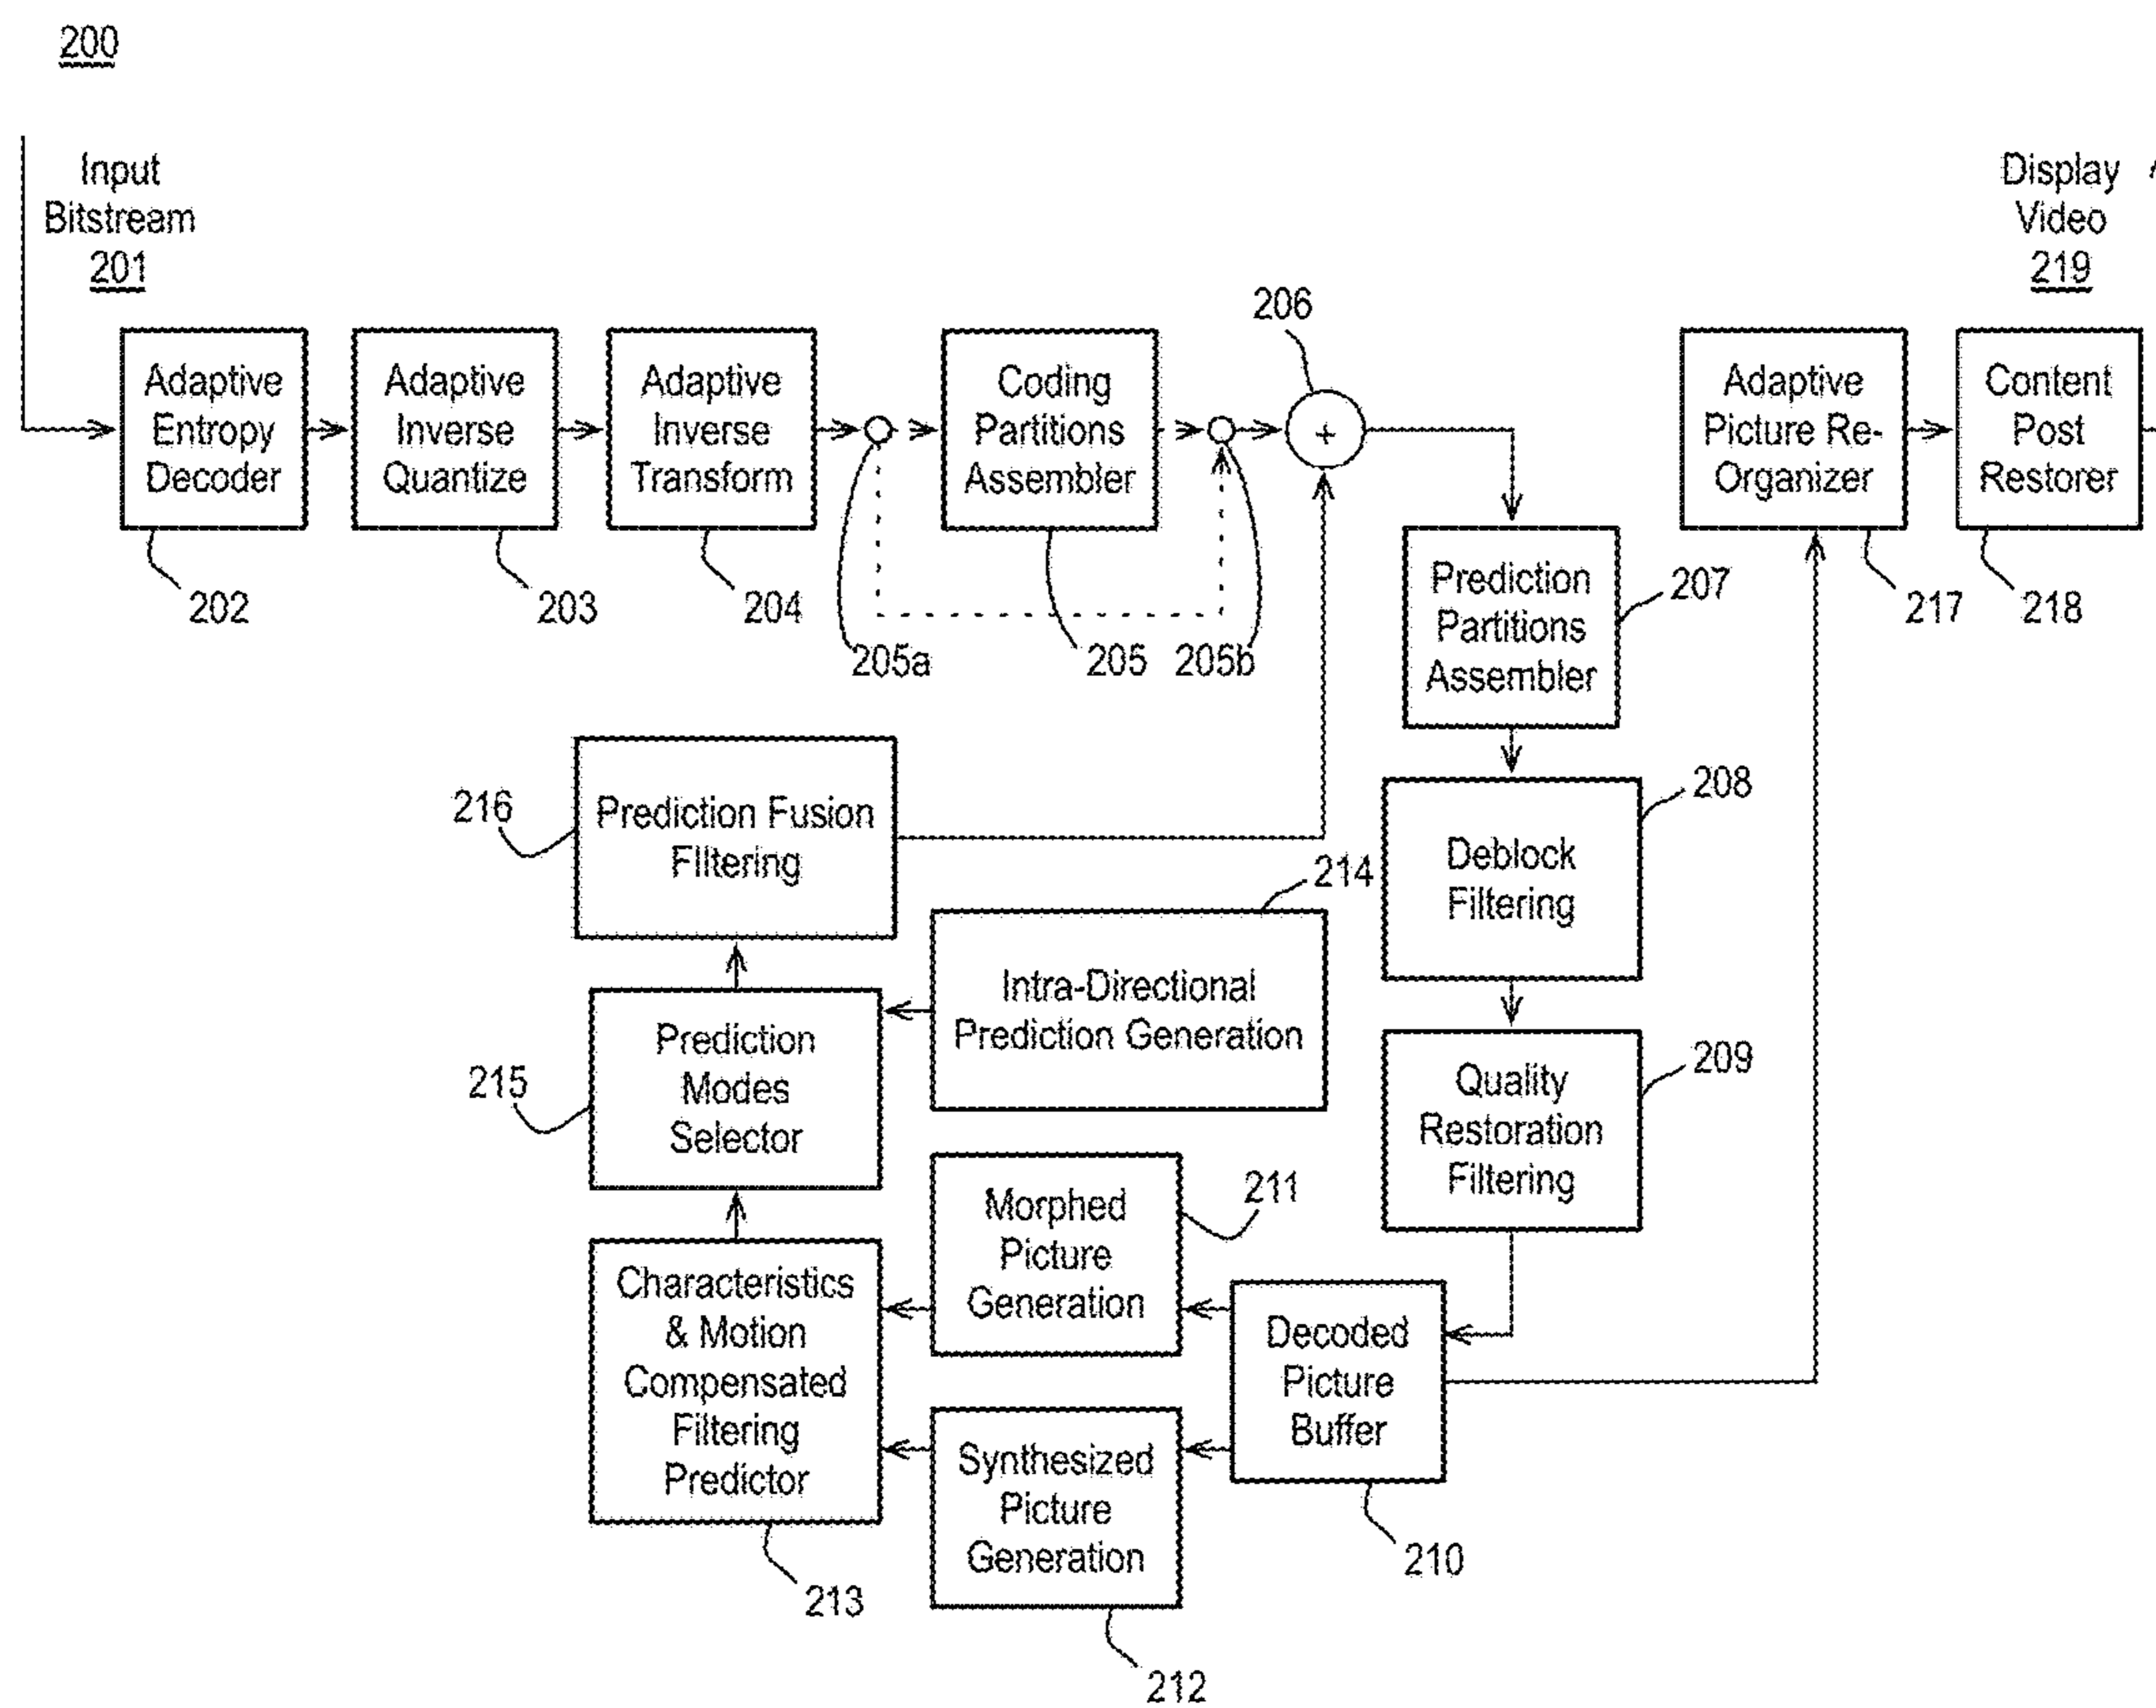 200
Input
Bitstream
201
Display
Video
219
206
Adaptive
Entropy
Decoder
Adaptive
Inverse
Quantize
Adaptive
Inverse
Transform
Coding
Partitions
Assembler
+
Adaptive
Picture Re-
Organizer
Content
Post
Restorer
202
203
204
205a
205
205b
Prediction
Partitions
Assembler
207
217
218
216
Prediction Fusion
FIltering
208
Deblock
Filtering
214
Intra-Directional
Prediction Generation
215
Prediction
Modes
Selector
209
Quality
Restoration
Filtering
Morphed
Picture
Generation
211
Characteristics
& Motion
Compensated
Filtering
Predictor
Decoded
Picture
Buffer
Synthesized
Picture
Generation
210
213
212